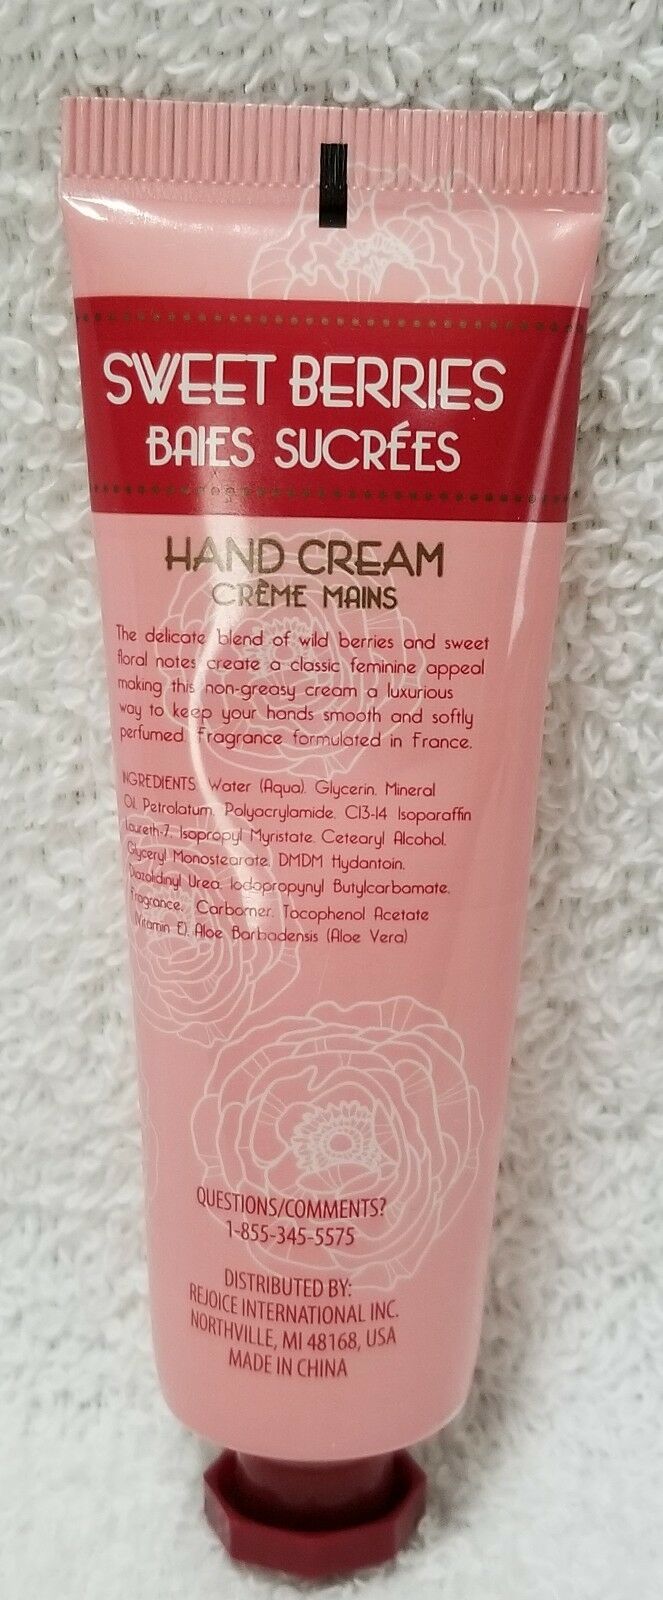 SWEET BERRIES
BAIES SUCRÉES
HAND CREAM
CRÈME MAINS
The delicate blend of wild berries and sweet
floral notes create a classic feminine appeal
making this non-greasy cream a luxurious
way to keep your hands smooth and softly
perfumed. Fragrance formulated in France.
INGREDIENTS: Water (Aqua), Glycerin, Mineral
Oil, Petrolatum, Polyacrylamide, C13-14 Isoparaffin
Laureth-7, Isopropyl Myristate, Cetearyl Alcohol,
Glyceryl Monostearate, DMDM Hydantoin,
Diazolidinyl Urea, Iodopropynyl Butylcarbamate,
Fragrance, Carbomer, Tocophenol Acetate
(Vitamin E), Aloe Barbadensis (Aloe Vera)
QUESTIONS/COMMENTS?
1-855-345-5575
DISTRIBUTED BY:
REJOICE INTERNATIONAL INC.
NORTHVILLE, MI 48168, USA
MADE IN CHINA